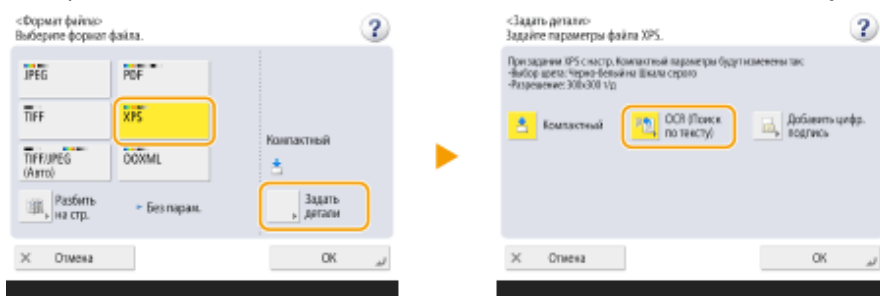 <Формат файла>
Выберите формат файла.
?
JPEG
PDF
TIFF
XPS
TIFF/JPEG
(Авто)
OOXML
Компактный
Разбить
на стр.
Без парам.
Задать
детали
Отмена
OK
<Задать детали>
Задайте параметры файла XPS.
?
При задании XPS с настр. Компактный параметры будут изменены так:
-Выбор цвета: Черно-белый на Шкала серого
-Разрешение: 300x300 т/д
Компактный
OCR (Поиск
по тексту)
Добавить цифр.
подпись
Отмена
OK